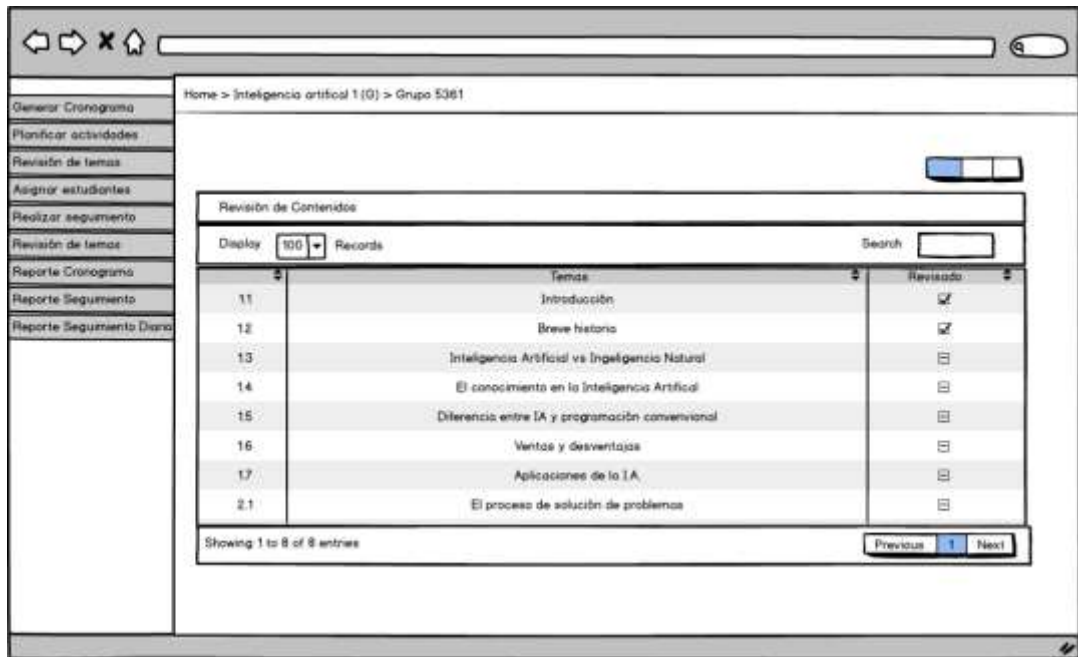 Home > Inteligencia artifical 1 (G) > Grupo 5361
Generar Cronograma
Planificar actividades
Revisión de temas
Asignar estudiantes
Realizar seguimiento
Revisión de temas
Reporte Cronograma
Reporte Seguimiento
Reporte Seguimiento Diario
Revisión de Contenidos
Display 100 Records Search
Temas Revisado
1.1 Introducción
1.2 Breve historia
1.3 Inteligencia Artificial vs Ingeligencia Natural
1.4 El conocimiento en la Inteligencia Artifical
1.5 Diferencia entre IA y programación convenvional
1.6 Ventas y desventajas
1.7 Aplicaciones de la I.A.
2.1 El proceso de solución de problemas
Showing 1 to 8 of 8 entries
Previous 1 Next